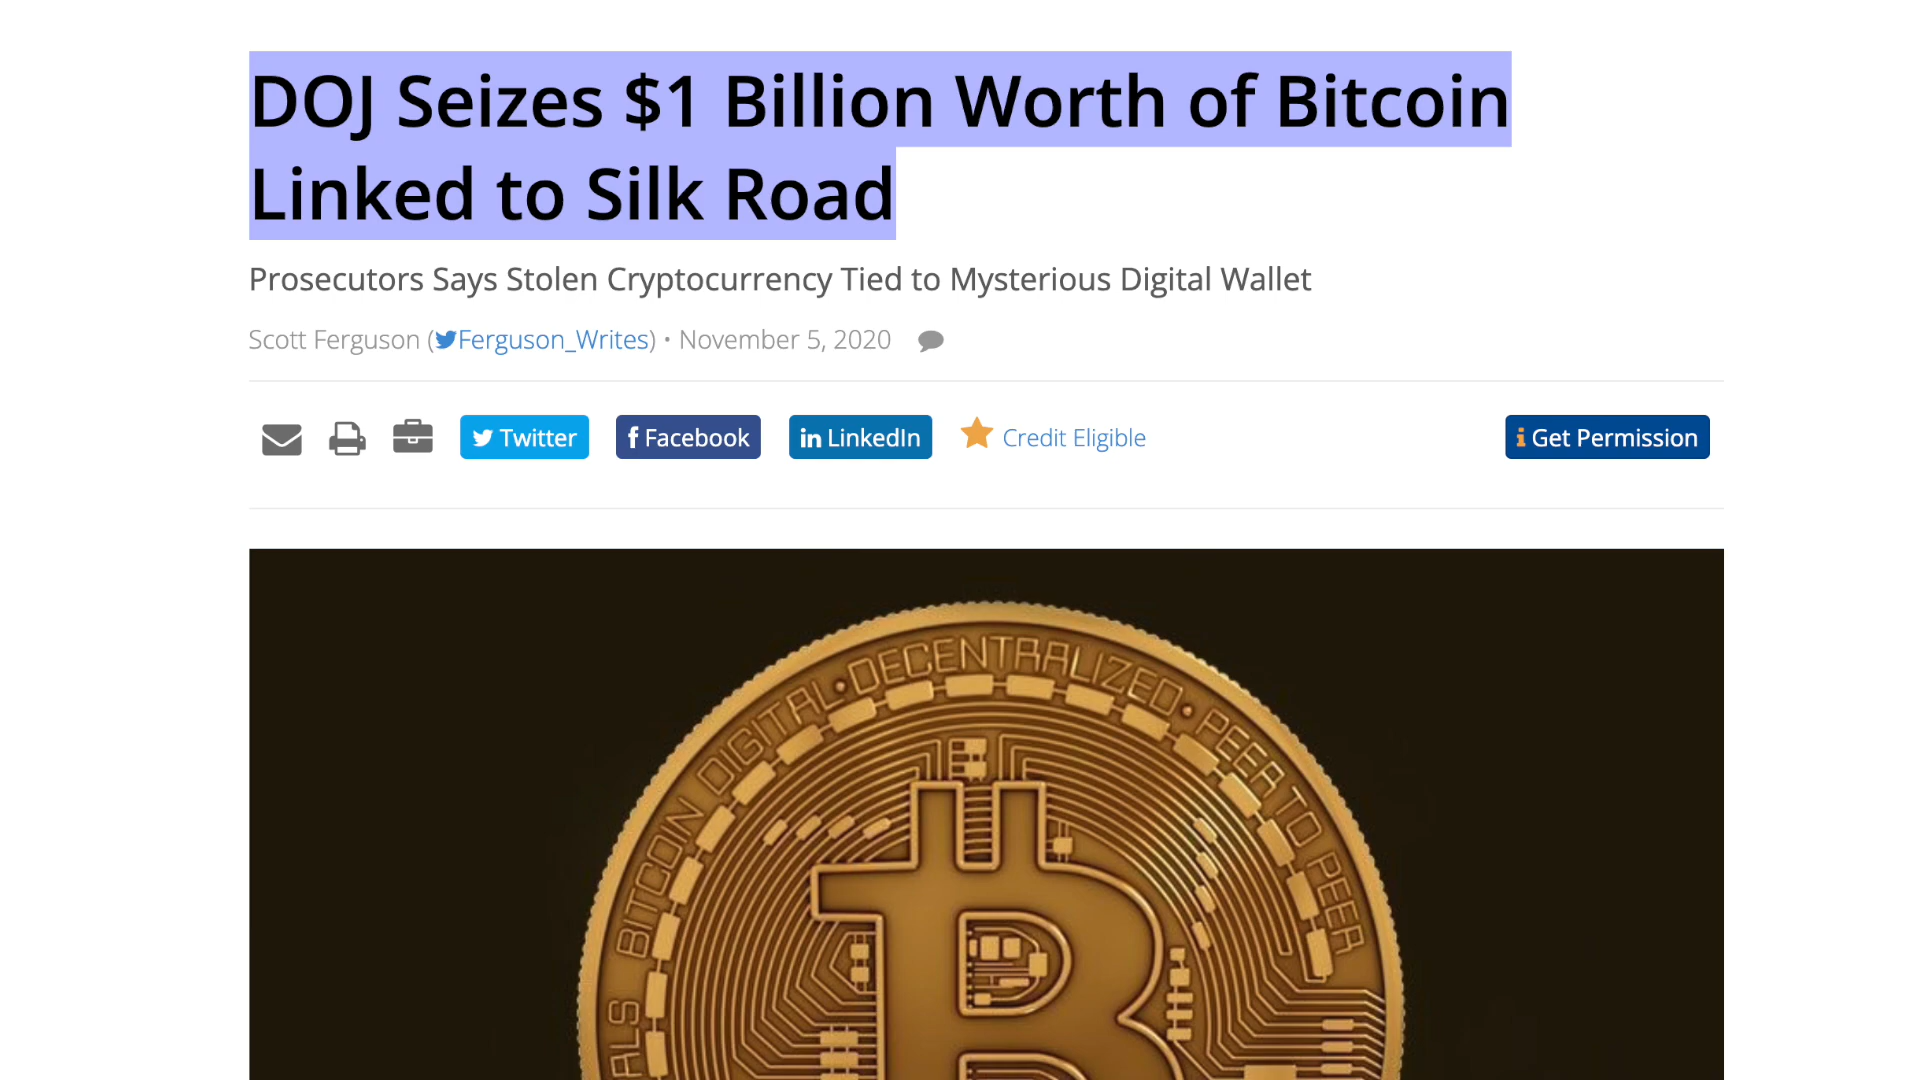 DOJ Seizes $1 Billion Worth of Bitcoin
Linked to Silk Road
Prosecutors Says Stolen Cryptocurrency Tied to Mysterious Digital Wallet
Scott Ferguson (Ferguson_Writes) • November 5, 2020
Twitter
Facebook
LinkedIn
Credit Eligible
Get Permission
BITCOIN DIGITAL • DECENTRALIZED • PEER TO PEER